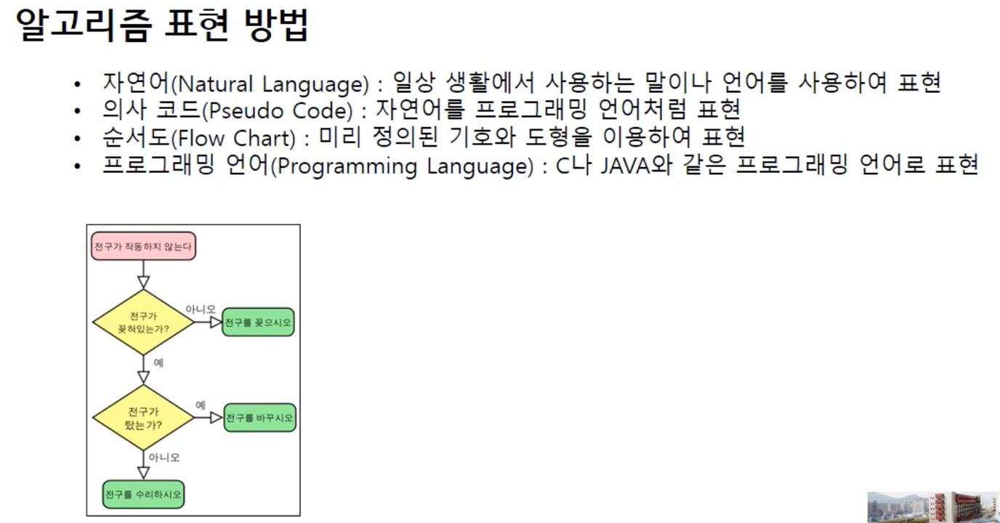 알고리즘 표현 방법
• 자연어(Natural Language) : 일상 생활에서 사용하는 말이나 언어를 사용하여 표현
• 의사 코드(Pseudo Code) : 자연어를 프로그래밍 언어처럼 표현
• 순서도(Flow Chart) : 미리 정의된 기호와 도형을 이용하여 표현
• 프로그래밍 언어(Programming Language) : C나 JAVA와 같은 프로그래밍 언어로 표현
전구가 작동하지 않는다
전구가
꽂혀있는가?
아니오
전구를 꽂으시오
예
전구가
탔는가?
예
전구를 바꾸시오
아니오
전구를 수리하시오